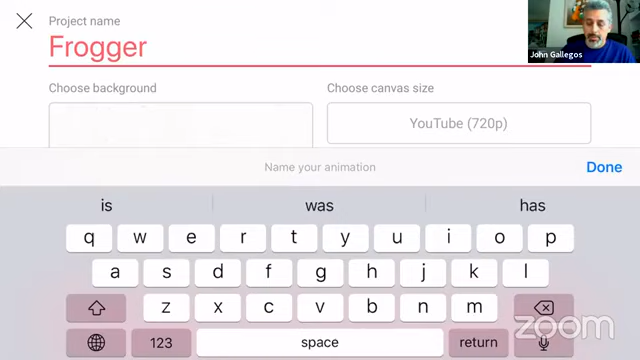 Project name
Frogger
John Gallegos
Choose background
Choose canvas size
YouTube (720p)
Name your animation
Done
is was has
q w e r t y u i o p
a s d f g h j k l
z x c v b n m
123 space return
zoom